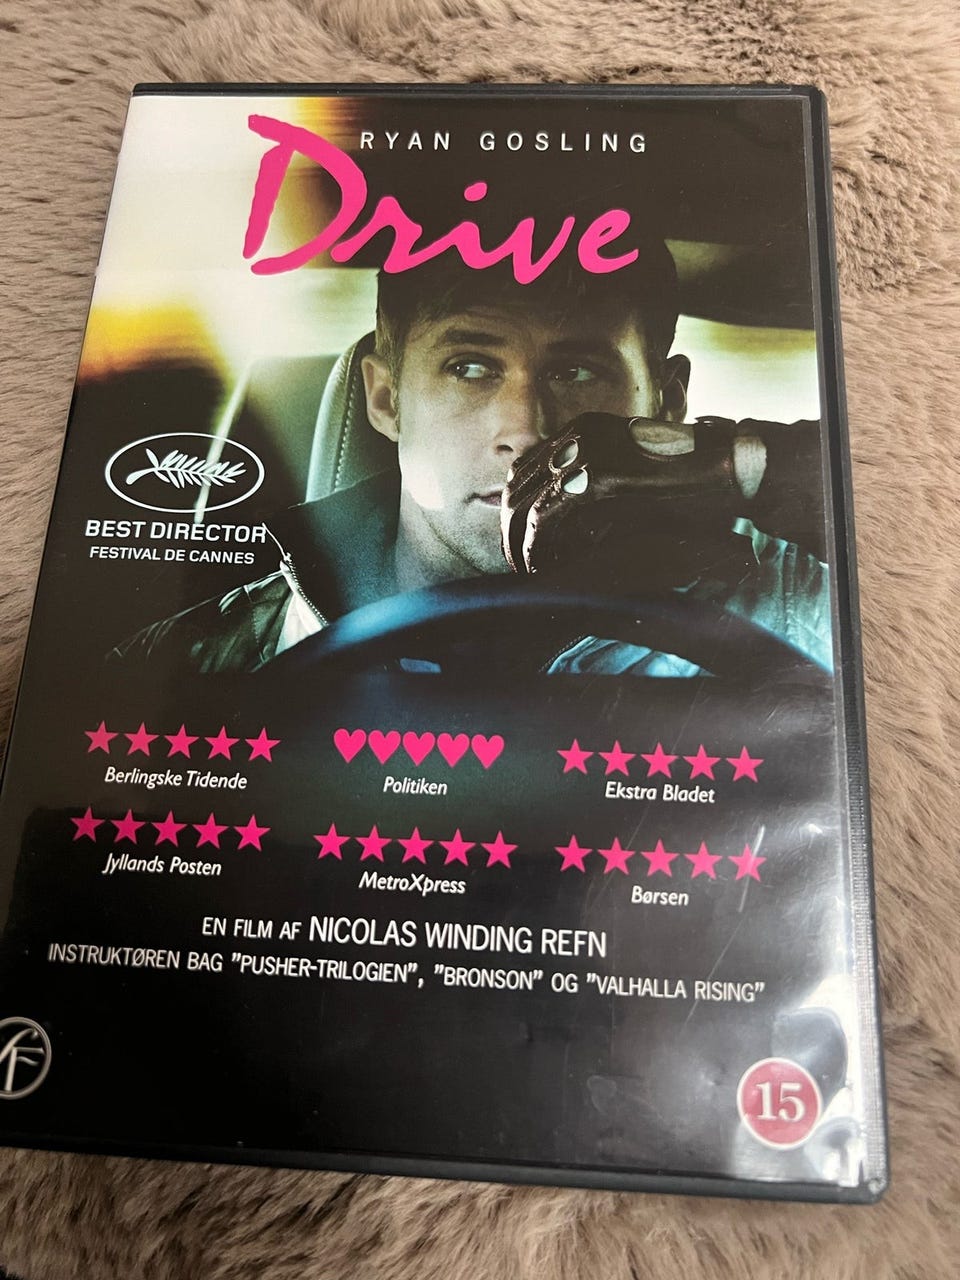 RYAN GOSLING
Drive
BEST DIRECTOR
FESTIVAL DE CANNES
Berlingske Tidende
Politiken
Ekstra Bladet
Jyllands Posten
MetroXpress
Børsen
EN FILM AF NICOLAS WINDING REFN
INSTRUKTØREN BAG "PUSHER-TRILOGIEN", "BRONSON" OG "VALHALLA RISING"
SF
15